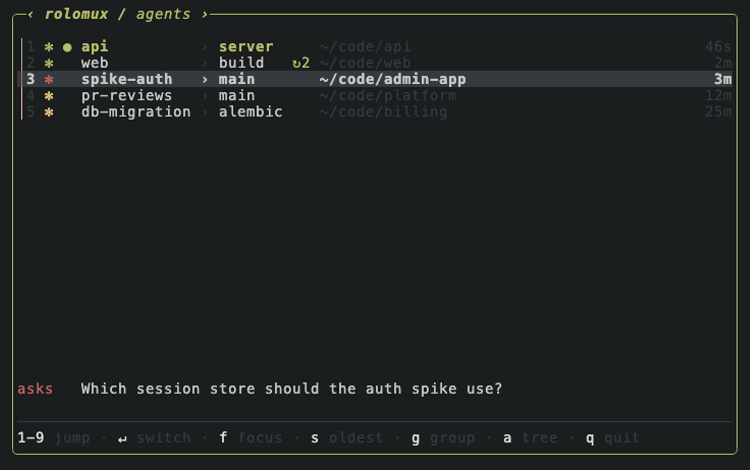 ‹ rolomux / agents ›
1 * ● api › server ~/code/api 46s
2 * web › build ↻2 ~/code/web 2m
3 * spike-auth › main ~/code/admin-app 3m
4 * pr-reviews › main ~/code/platform 12m
5 * db-migration › alembic ~/code/billing 25m
asks Which session store should the auth spike use?
1-9 jump · ↵ switch · f focus · s oldest · g group · a tree · q quit